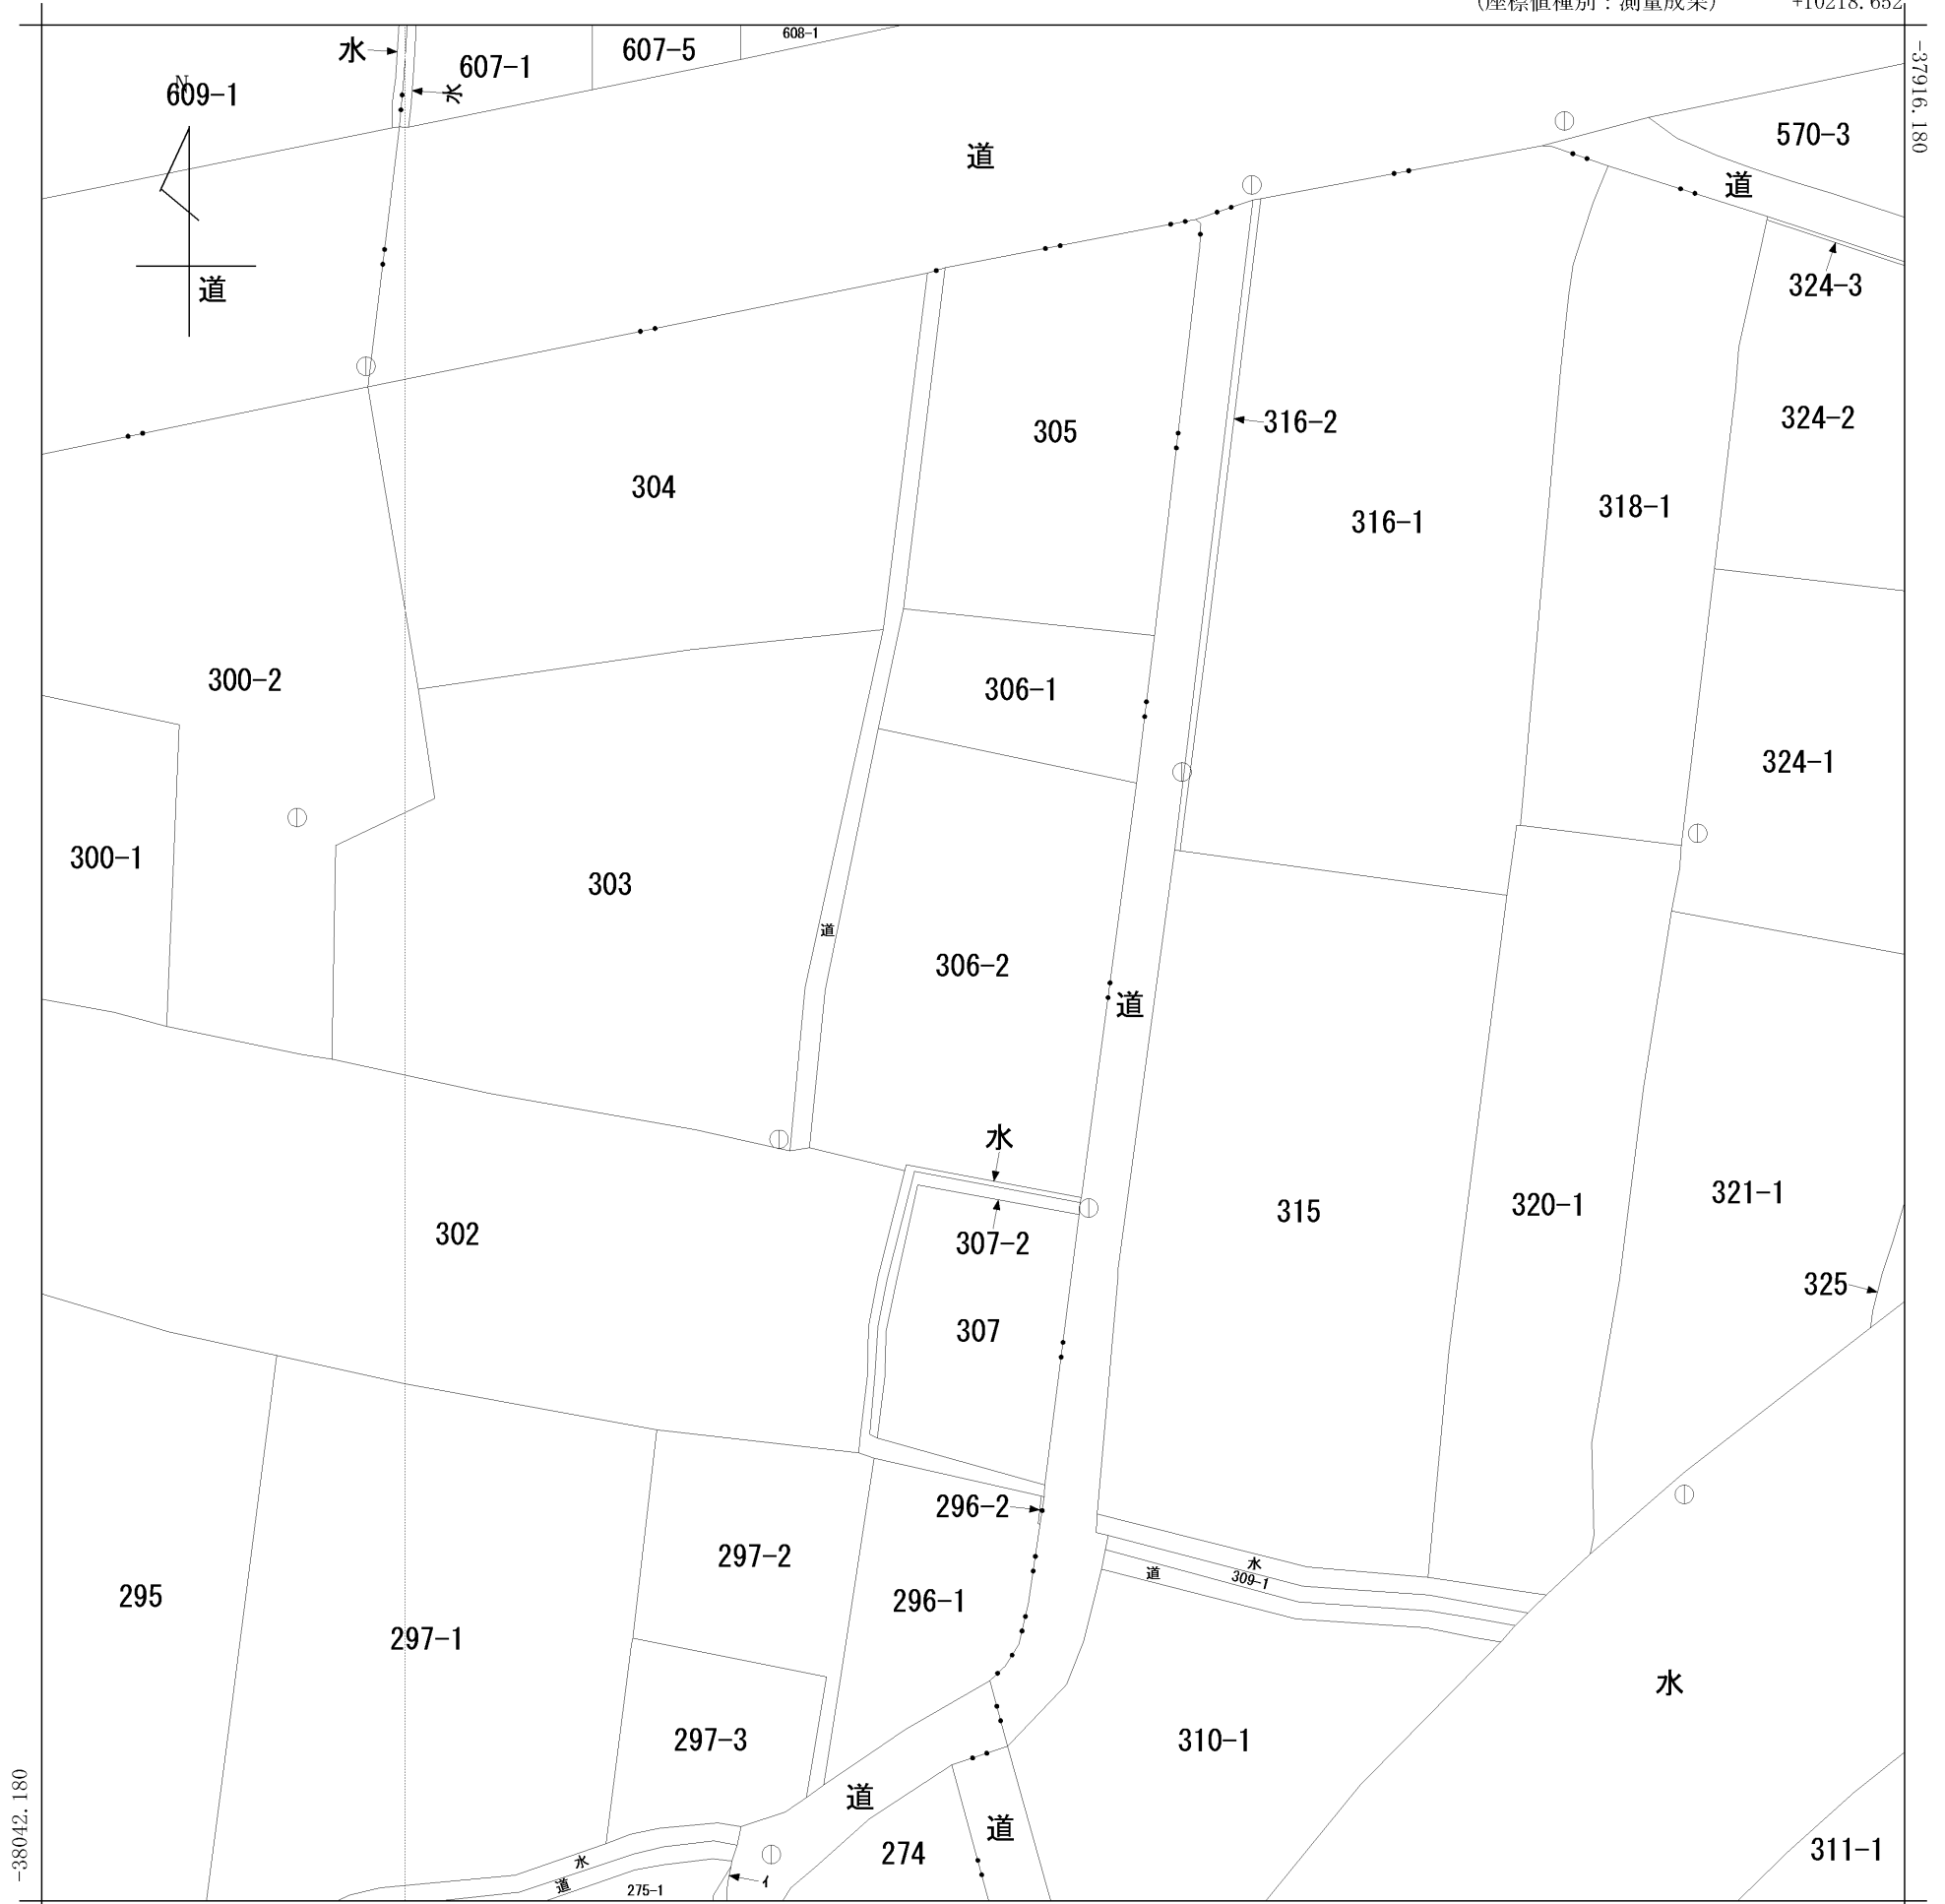 (座標値種別：測量成果) +10218.652
-37916.180
水
607-1
607-5
608-1
水
N
609-1
道
570-3
道
道
324-3
305
316-2
324-2
304
316-1
318-1
300-2
306-1
324-1
300-1
303
道
306-2
道
水
302
307-2
315
320-1
321-1
325
307
296-2
297-2
水
309-1
道
295
296-1
297-1
水
297-3
310-1
道
道
274
311-1
水
道
275-1
イ
-38042.180